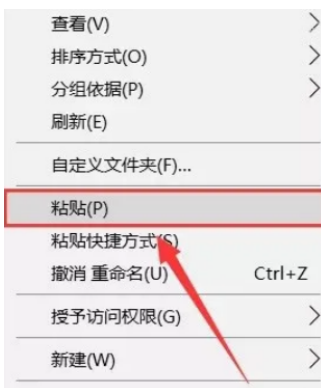 查看(V)
排序方式(O)
分组依据(P)
刷新(E)
自定义文件夹(F)...
粘贴(P)
粘贴快捷方式(S)
撤消 重命名(U) Ctrl+Z
授予访问权限(G)
新建(W)